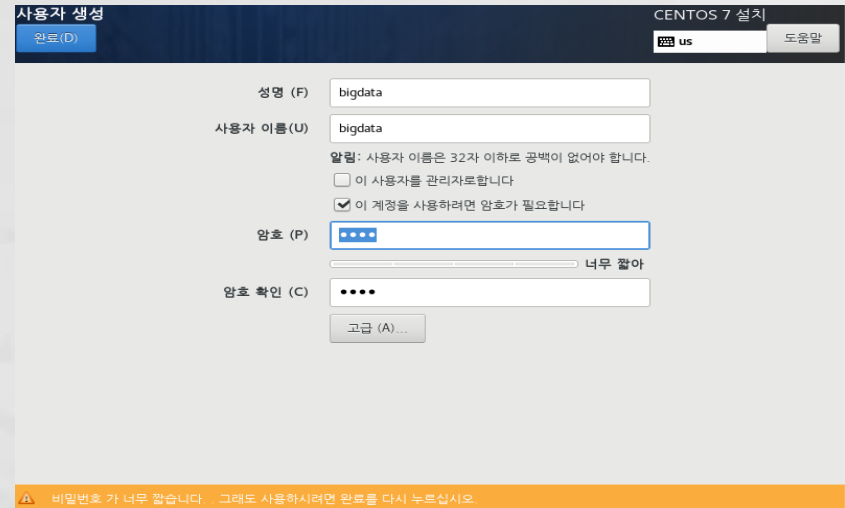 사용자 생성
CENTOS 7 설치
완료(D)
us
도움말
성명 (F)
bigdata
사용자 이름(U)
bigdata
알림: 사용자 이름은 32자 이하로 공백이 없어야 합니다.
이 사용자를 관리자로합니다
이 계정을 사용하려면 암호가 필요합니다
암호 (P)
••••
너무 짧아
암호 확인 (C)
••••
고급 (A)...
비밀번호 가 너무 짧습니다. . 그래도 사용하시려면 완료를 다시 누르십시오.